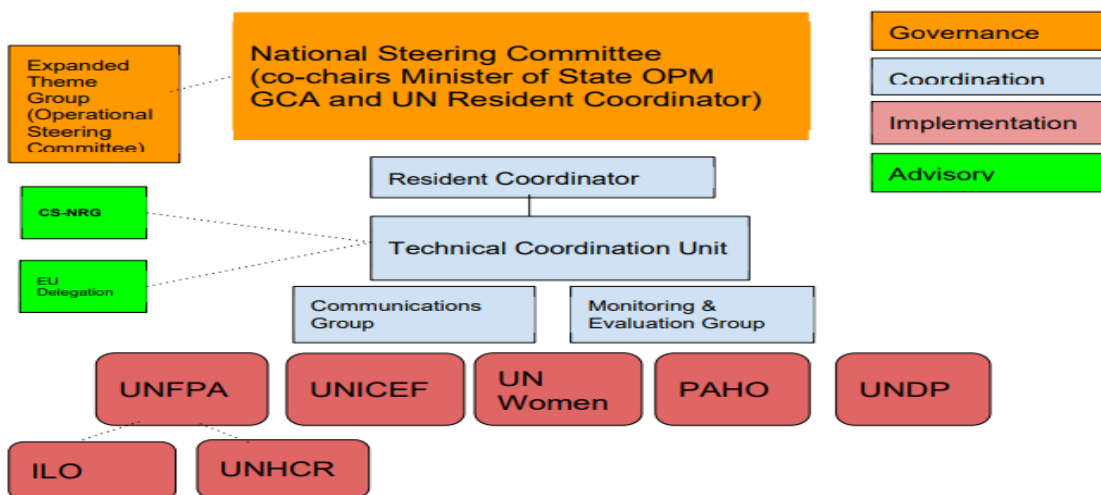 Expanded
Theme
Group
(Operational
Steering
Committee)
National Steering Committee
(co-chairs Minister of State OPM
GCA and UN Resident Coordinator)
Governance
Coordination
Implementation
Advisory
Resident Coordinator
CS-NRG
Technical Coordination Unit
EU
Delegation
Communications
Group
Monitoring &
Evaluation Group
UNFPA
UNICEF
UN
Women
PAHO
UNDP
ILO
UNHCR